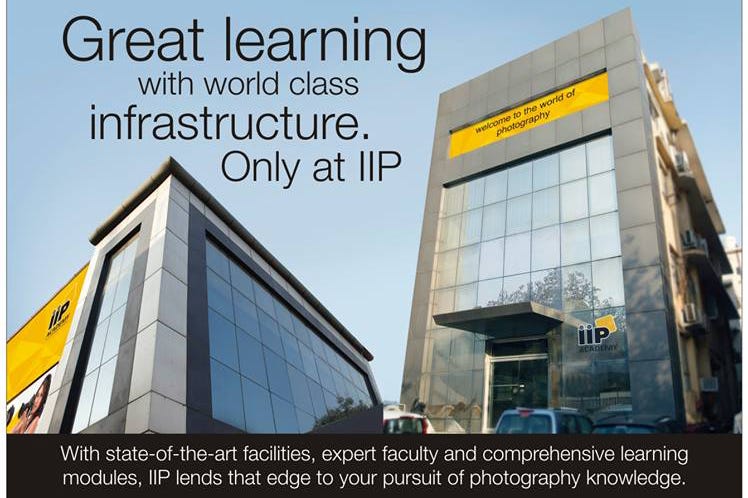 Great learning
with world class
infrastructure.
Only at IIP
welcome to the world of
photography
iiP
ACADEMY
iiP
ACADEMY
With state-of-the-art facilities, expert faculty and comprehensive learning
modules, IIP lends that edge to your pursuit of photography knowledge.